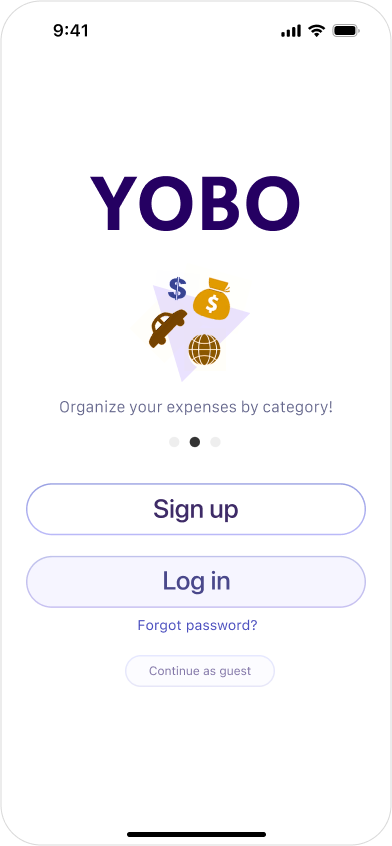 9:41
YOBO
$
$
Organize your expenses by category!
Sign up
Log in
Forgot password?
Continue as guest